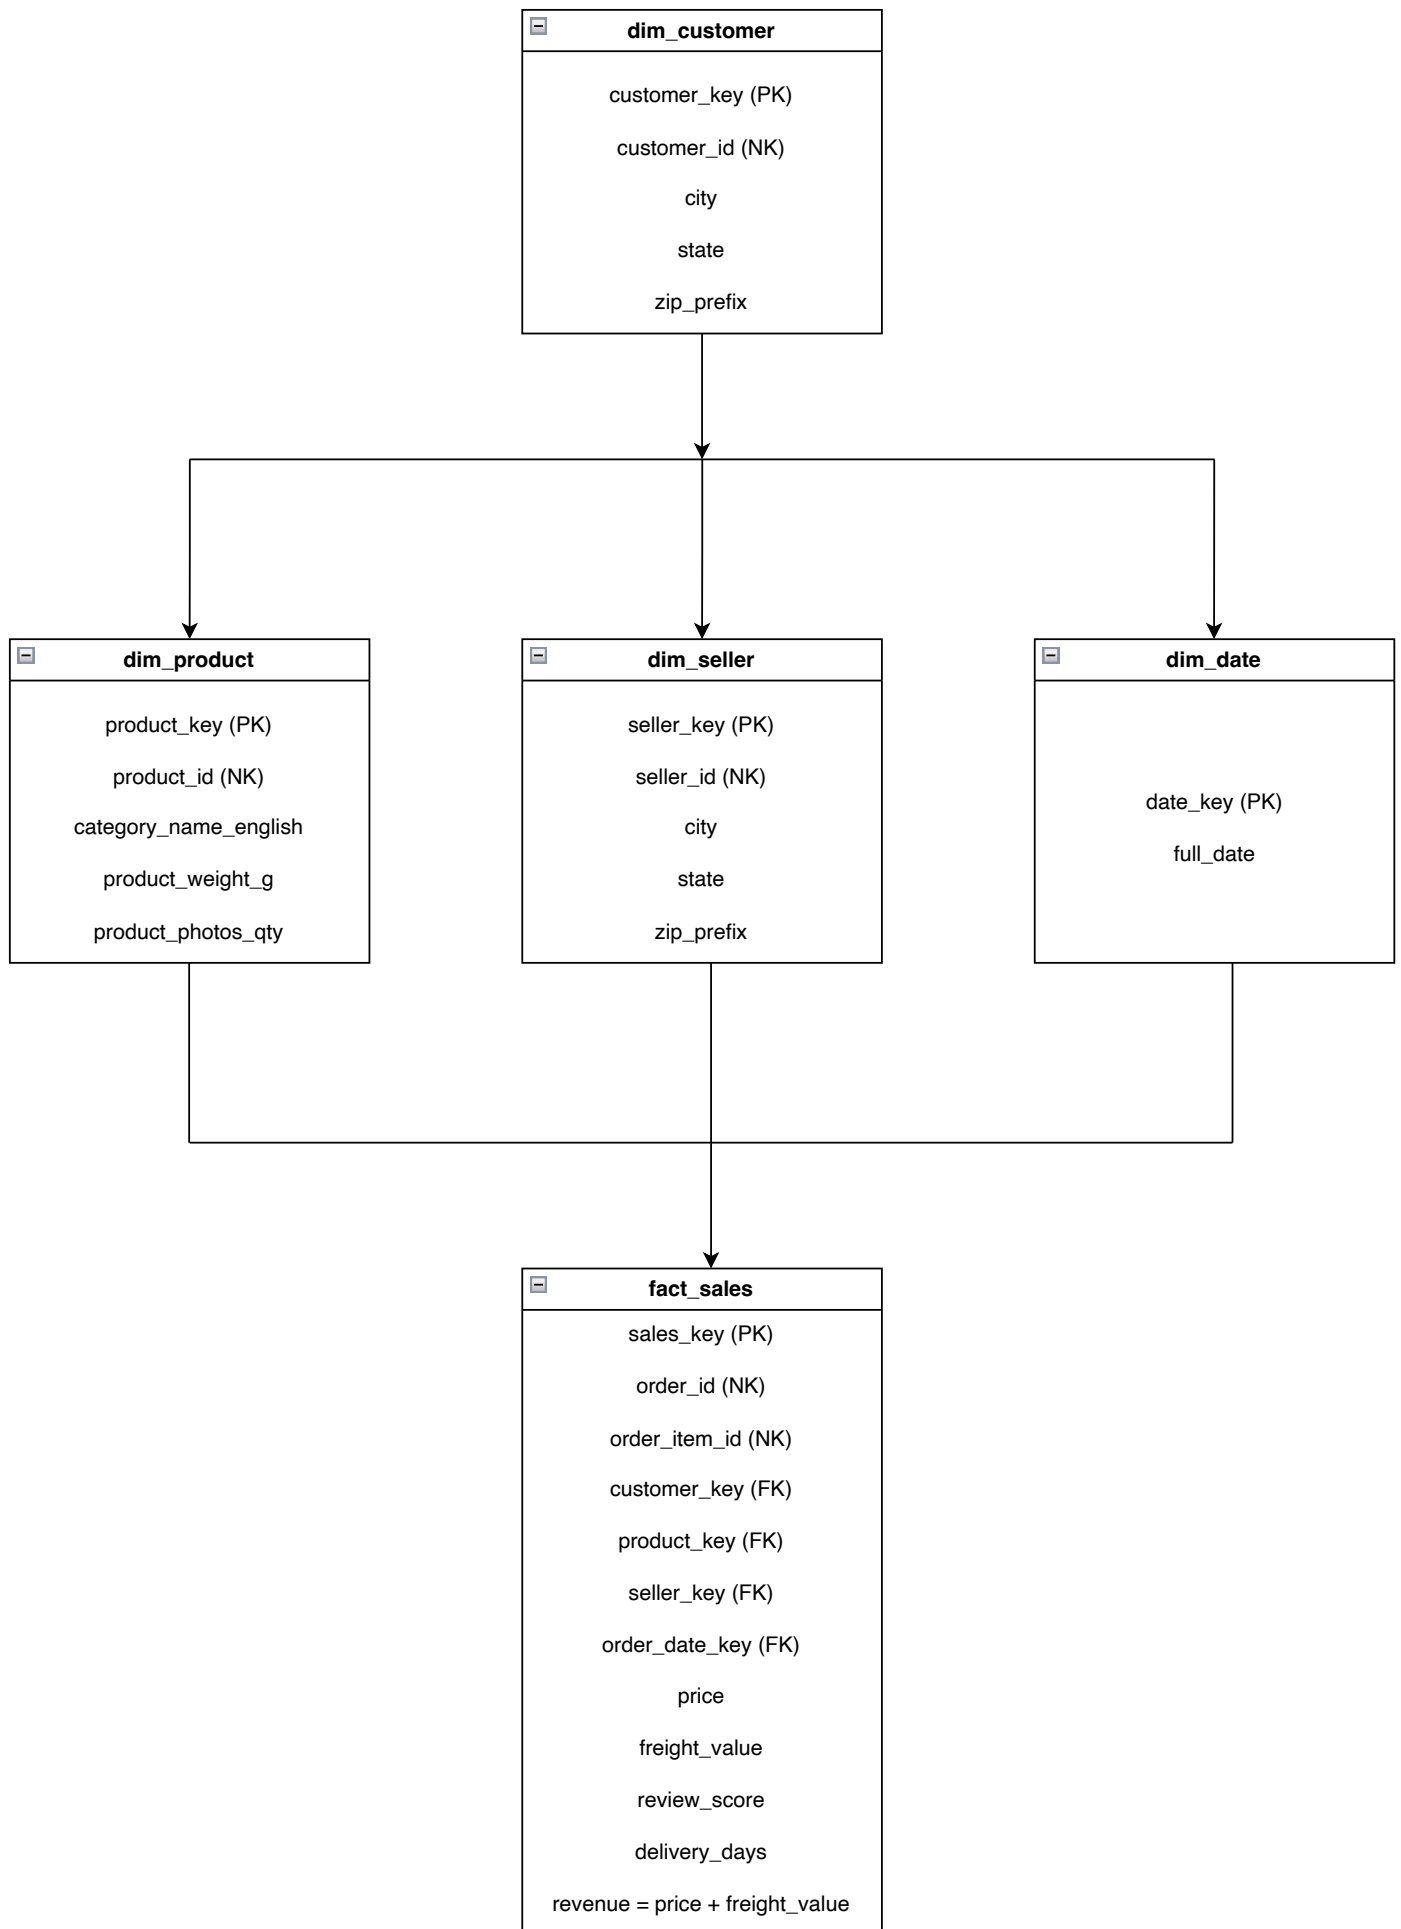 dim_customer
customer_key (PK)
customer_id (NK)
city
state
zip_prefix
dim_product
product_key (PK)
product_id (NK)
category_name_english
product_weight_g
product_photos_qty
dim_seller
seller_key (PK)
seller_id (NK)
city
state
zip_prefix
dim_date
date_key (PK)
full_date
fact_sales
sales_key (PK)
order_id (NK)
order_item_id (NK)
customer_key (FK)
product_key (FK)
seller_key (FK)
order_date_key (FK)
price
freight_value
review_score
delivery_days
revenue = price + freight_value